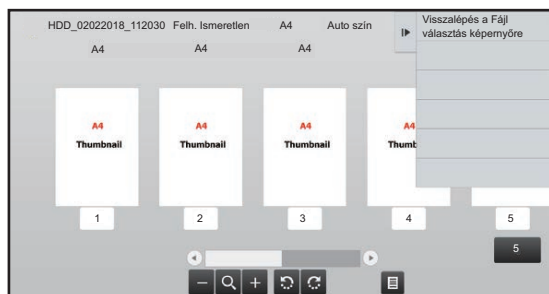 HDD_02022018_112030 Felh. Ismeretlen A4 Auto szín
Visszalépés a Fájl
választás képernyőre
A4 A4 A4
A4 A4 A4 A4
Thumbnail Thumbnail Thumbnail Thumb
1 2 3 4 5
5